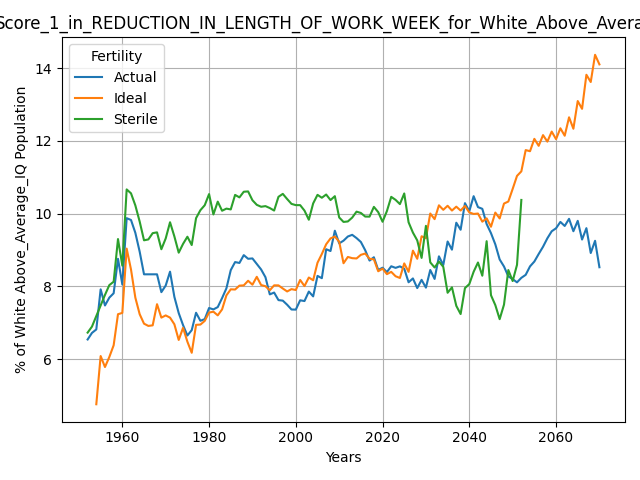 Score_1_in_REDUCTION_IN_LENGTH_OF_WORK_WEEK_for_White_Above_Avera
Fertility
Actual
Ideal
Sterile
% of White Above_Average_IQ Population
14
12
10
8
6
1960
1980
2000
2020
2040
2060
Years